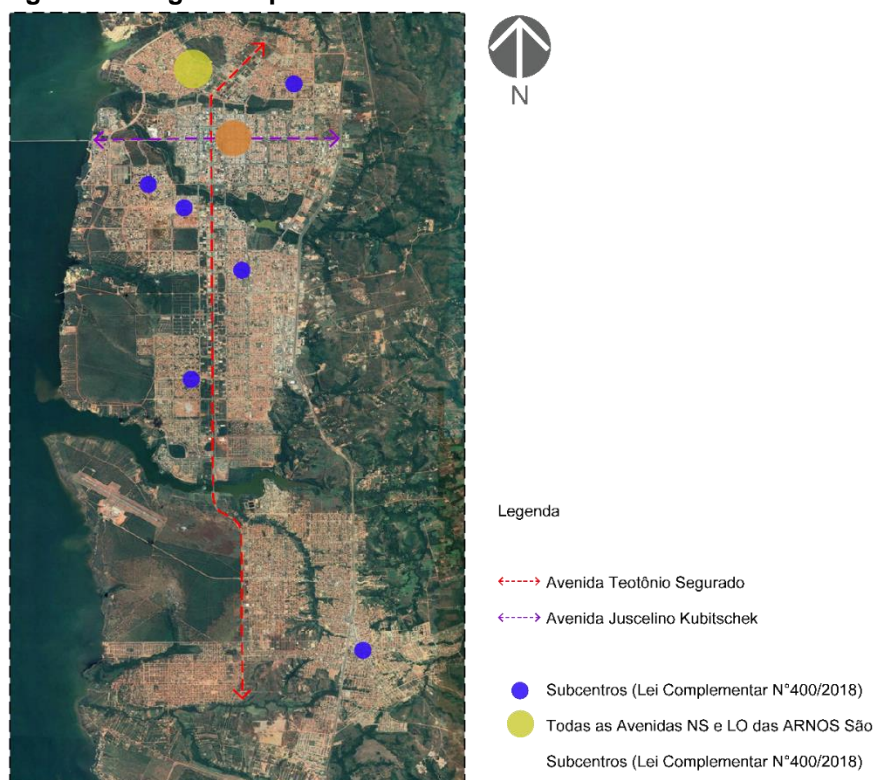 N
Legenda
Avenida Teotônio Segurado
Avenida Juscelino Kubitschek
Subcentros (Lei Complementar N°400/2018)
Todas as Avenidas NS e LO das ARNOS São
Subcentros (Lei Complementar N°400/2018)